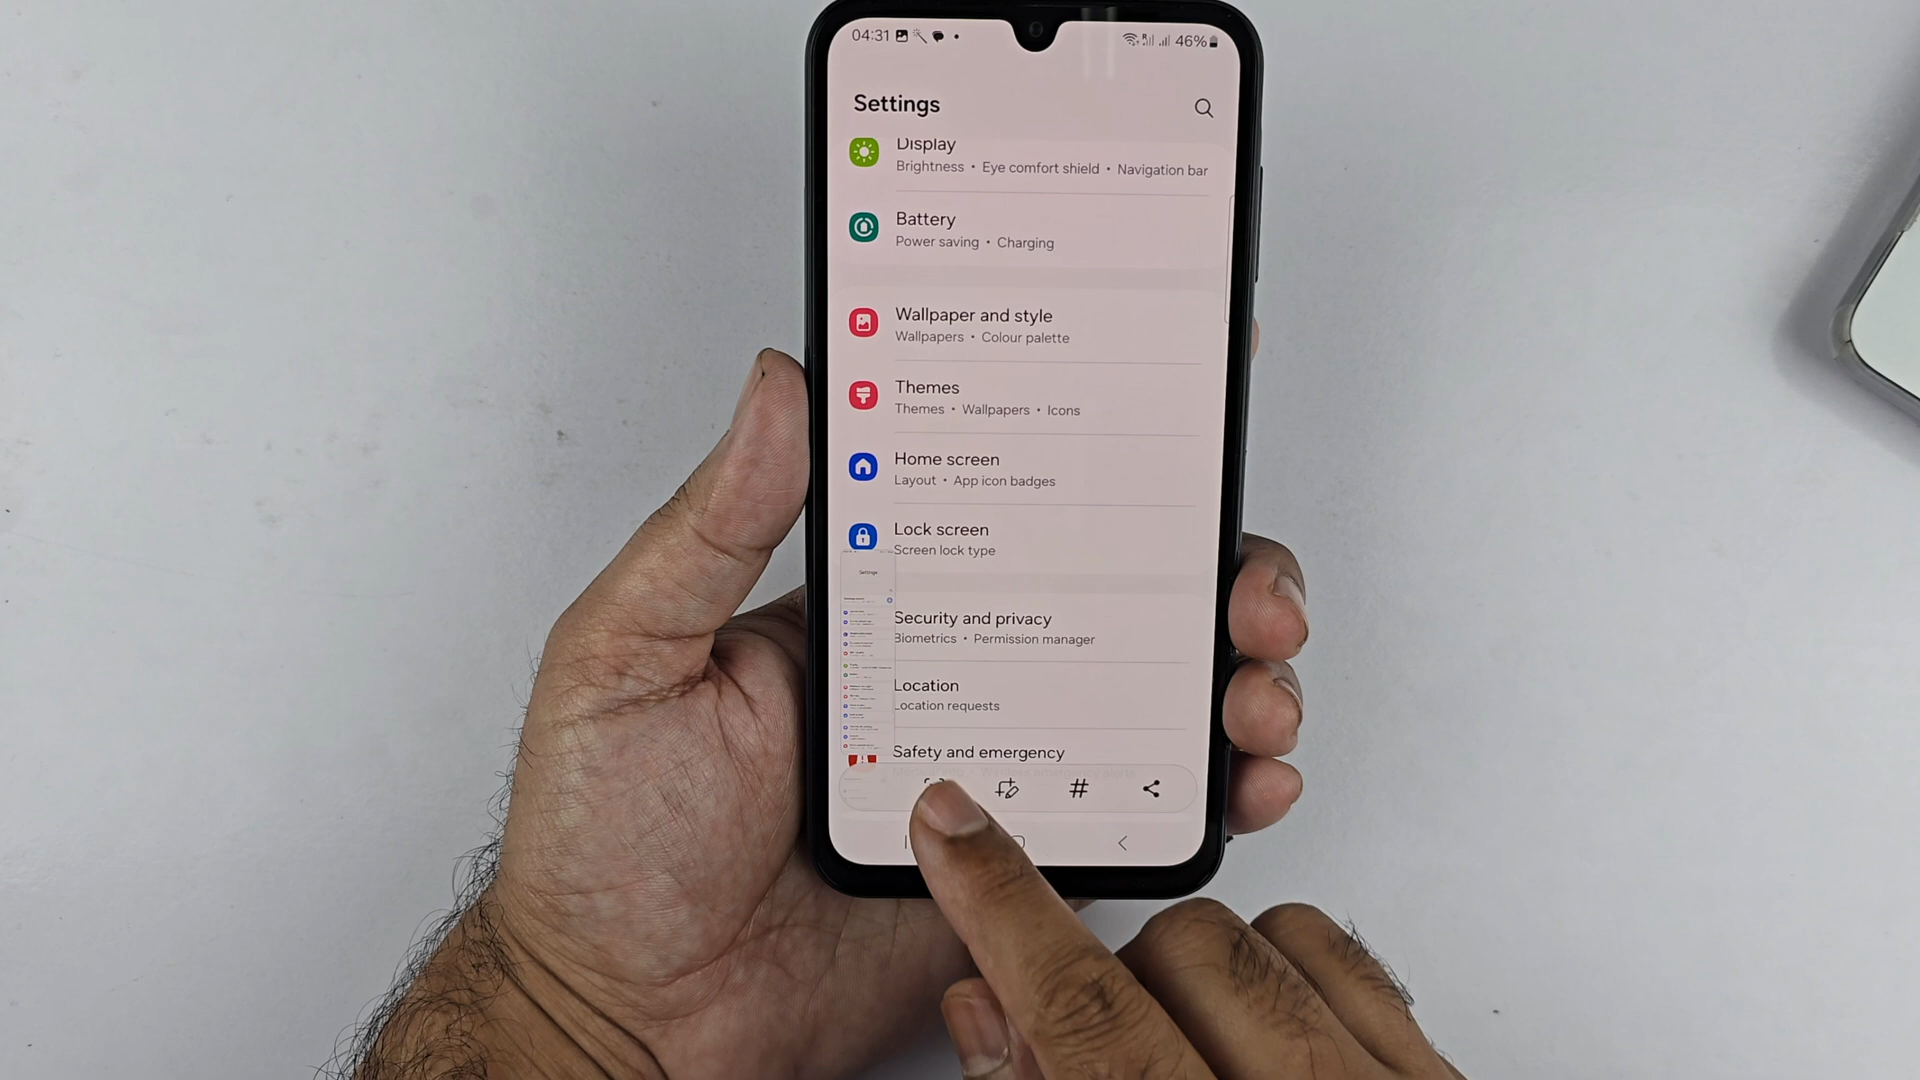 04:31 46%
Settings
Display
Brightness • Eye comfort shield • Navigation bar
Battery
Power saving • Charging
Wallpaper and style
Wallpapers • Colour palette
Themes
Themes • Wallpapers • Icons
Home screen
Layout • App icon badges
Lock screen
Screen lock type
Settings
Security and privacy
Biometrics • Permission manager
Location
Location requests
Safety and emergency
#